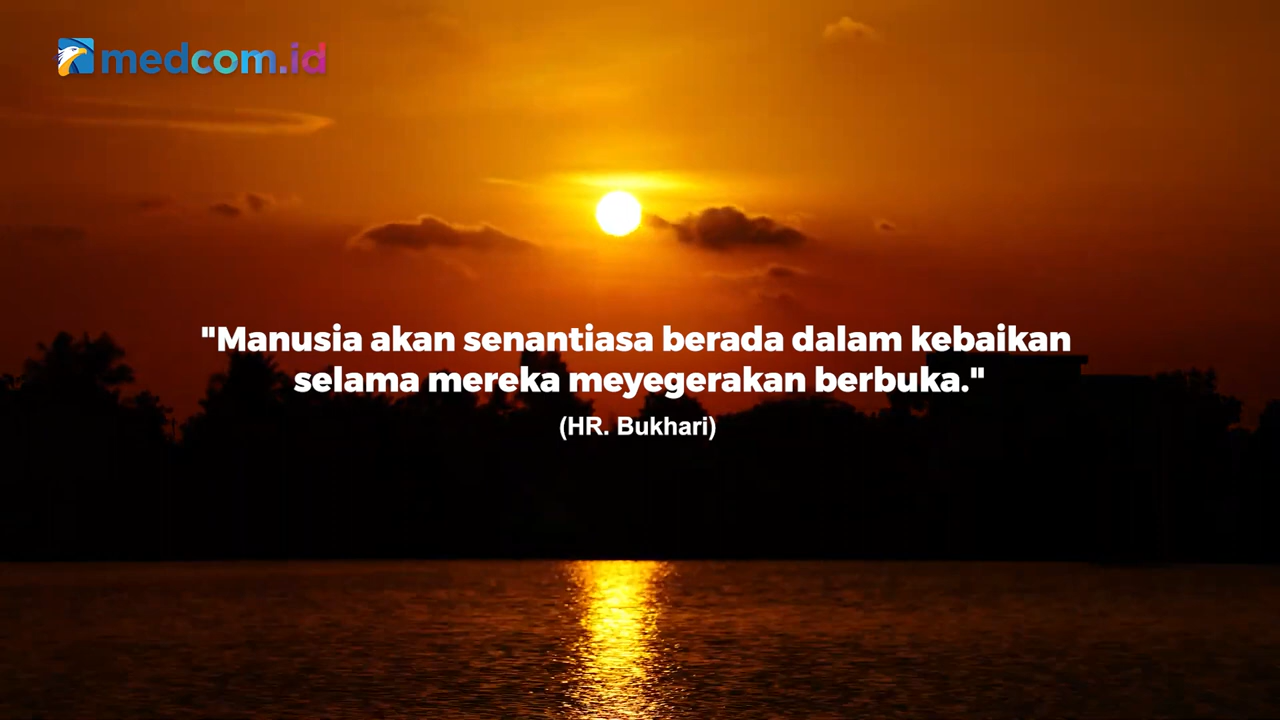 medcom.id
"Manusia akan senantiasa berada dalam kebaikan
selama mereka meyegerakan berbuka."
(HR. Bukhari)